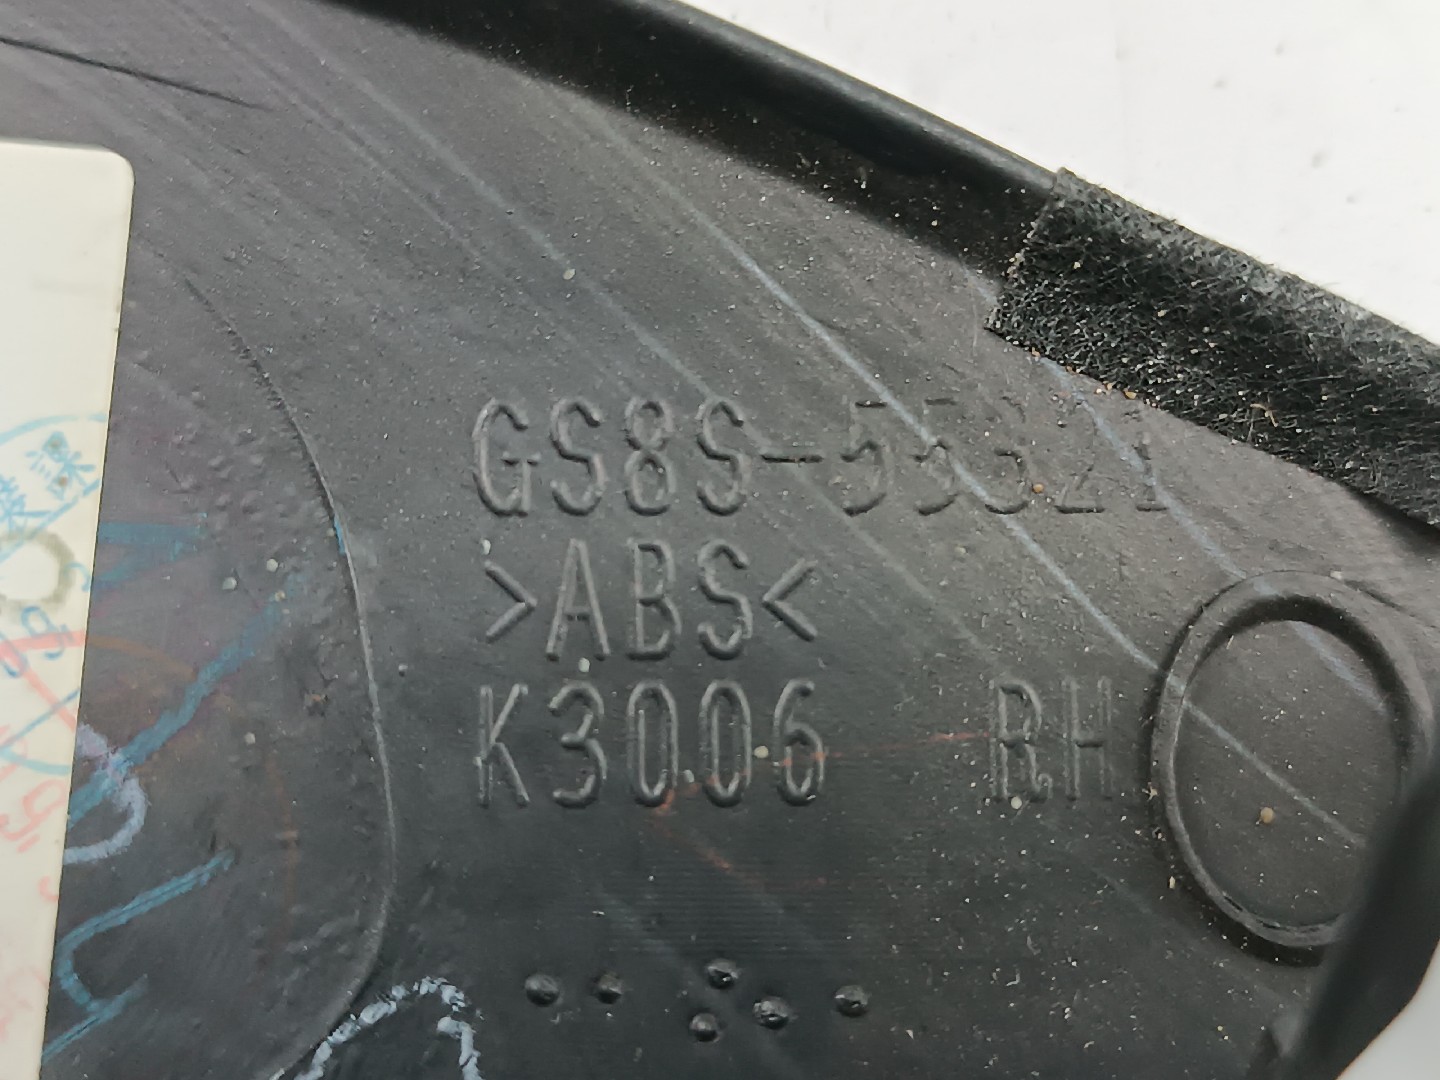 GS8S-55321
>ABS<
K3006 RH